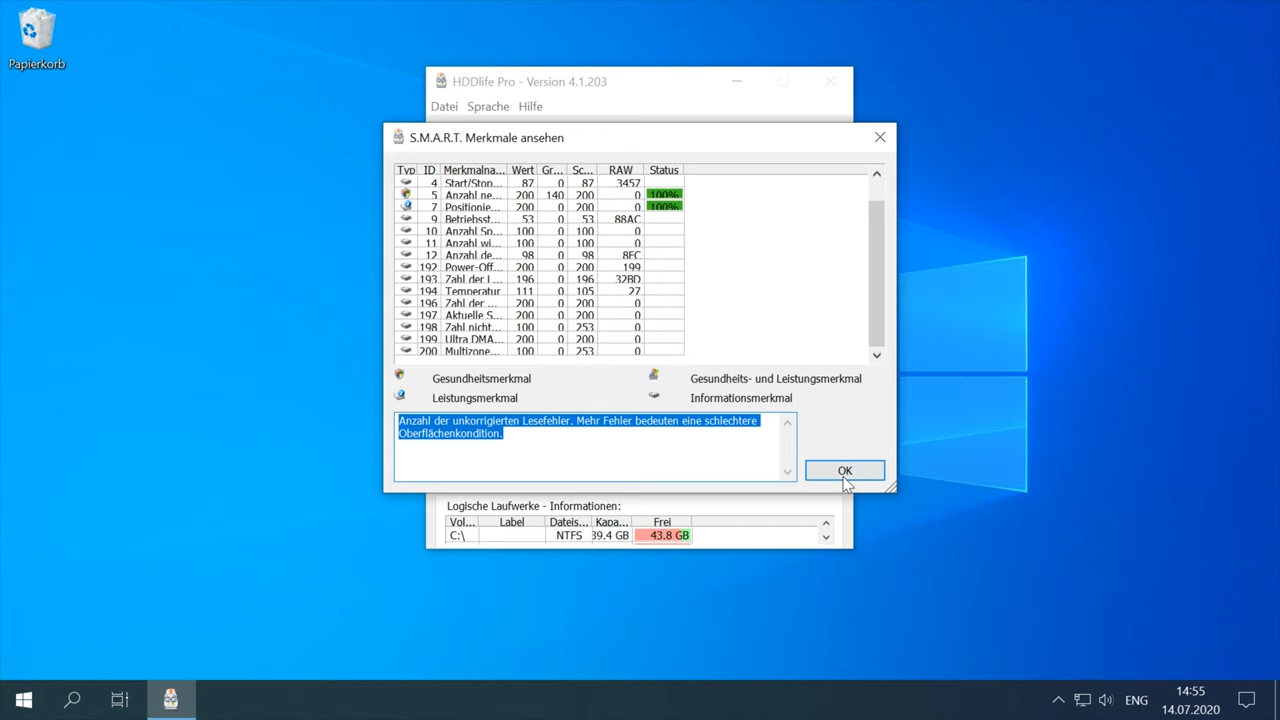 Papierkorb
HDDlife Pro - Version 4.1.203
Datei Sprache Hilfe
S.M.A.R.T. Merkmale ansehen
Typ ID Merkmalna... Wert Gr... Sc... RAW Status
4 Start/Stop... 87 0 87 3457
5 Anzahl ne... 200 140 200 0 100%
7 Positionie... 200 0 200 0 100%
9 Betriebsst... 53 0 53 88AC
10 Anzahl Sp... 100 0 100 0
11 Anzahl wi... 100 0 100 0
12 Anzahl de... 98 0 98 8FC
192 Power-Off... 200 0 200 199
193 Zahl der L... 196 0 196 32BD
194 Temperatur 111 0 105 27
196 Zahl der ... 200 0 200 0
197 Aktuelle S... 200 0 200 0
198 Zahl nicht... 100 0 253 0
199 Ultra DMA... 200 0 200 0
200 Multizone... 100 0 253 0
Gesundheitsmerkmal Gesundheits- und Leistungsmerkmal
Leistungsmerkmal Informationsmerkmal
Anzahl der unkorrigierten Lesefehler. Mehr Fehler bedeuten eine schlechtere
Oberflächenkondition.
OK
Logische Laufwerke - Informationen:
Vol... Label Dateis... Kapa... Frei
C:\ NTFS 39.4 GB 43.8 GB
ENG
14:55
14.07.2020